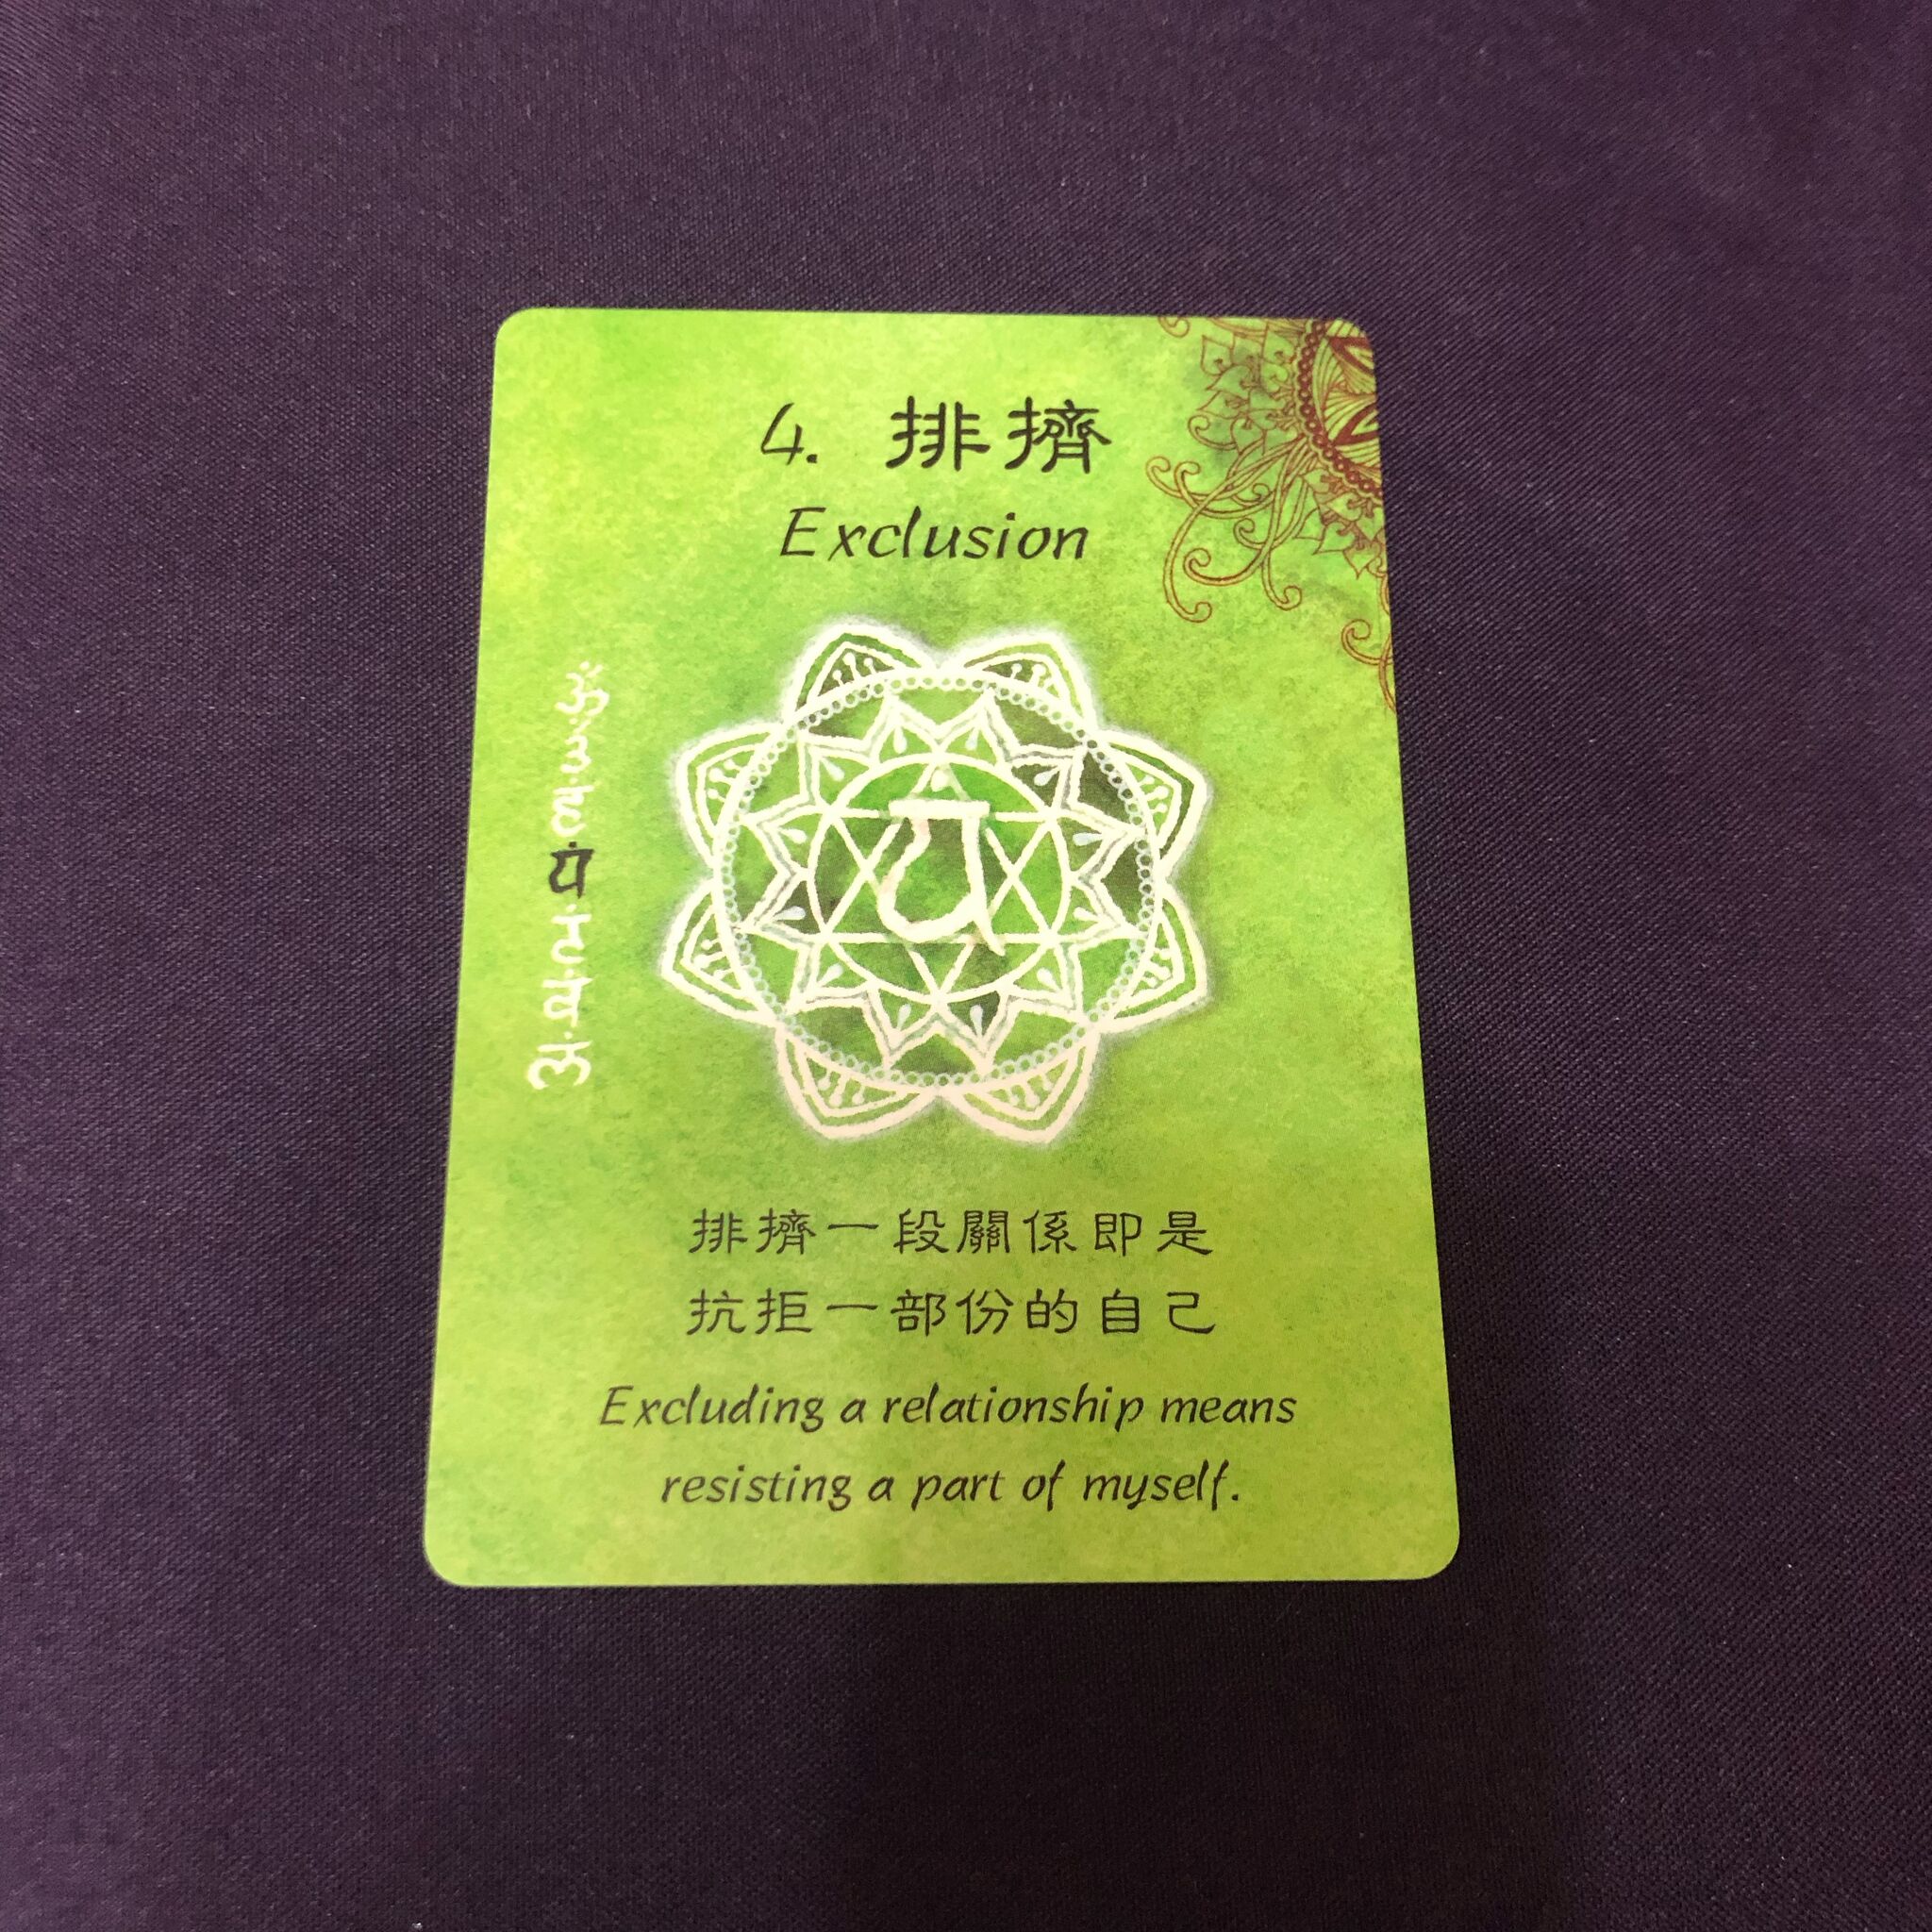 4. 排擠
Exclusion
ॐ
यं
यं
排擠一段關係即是
抗拒一部份的自己
Excluding a relationship means
resisting a part of myself.